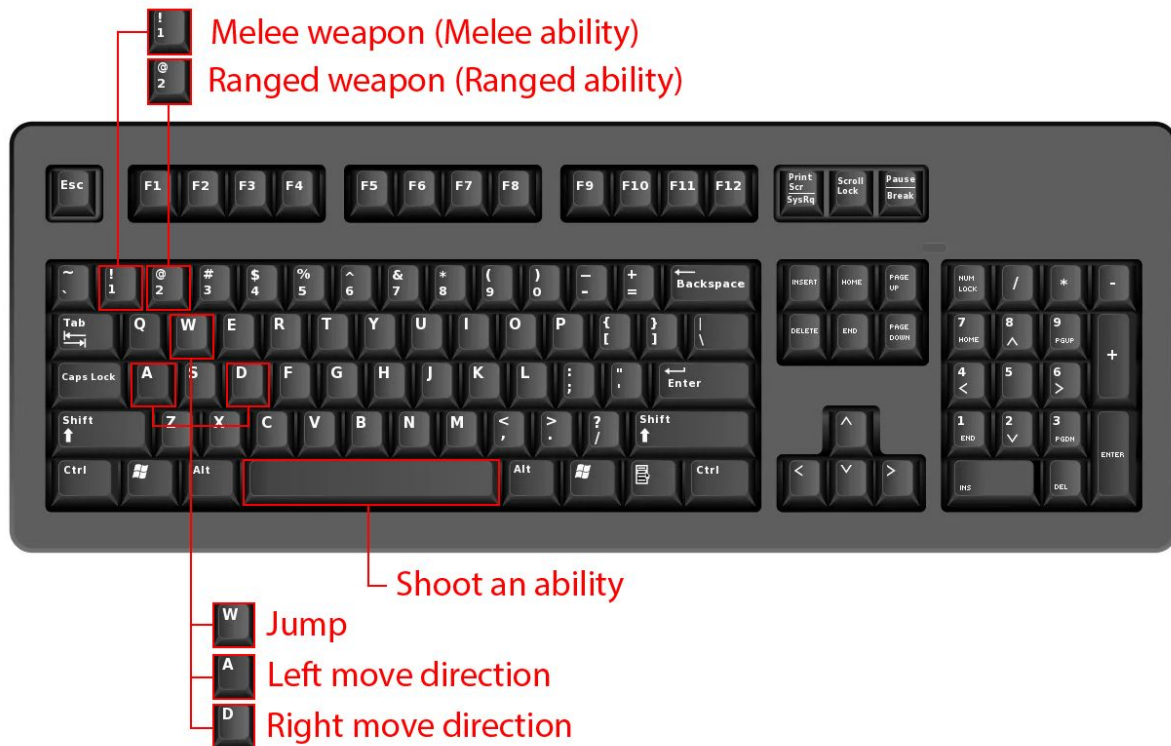 ! 1 Melee weapon (Melee ability)
@ 2 Ranged weapon (Ranged ability)
Esc F1 F2 F3 F4 F5 F6 F7 F8 F9 F10 F11 F12 Print Scr SysRq Scroll Lock Pause Break
~ ` ! 1 @ 2 # 3 $ 4 % 5 ^ 6 & 7 * 8 ( 9 ) 0 – - + = Backspace INSERT HOME PAGE UP NUM LOCK / * -
Tab Q W E R T Y U I O P { [ } ] | \ DELETE END PAGE DOWN 7 HOME 8 9 PGUP +
Caps Lock A S D F G H J K L : ; " ' Enter 4 < 5 6 >
Shift Z X C V B N M < , > . ? / Shift 1 END 2 3 PGDN ENTER
Ctrl Alt Alt Ctrl INS DEL
Shoot an ability
W Jump
A Left move direction
D Right move direction